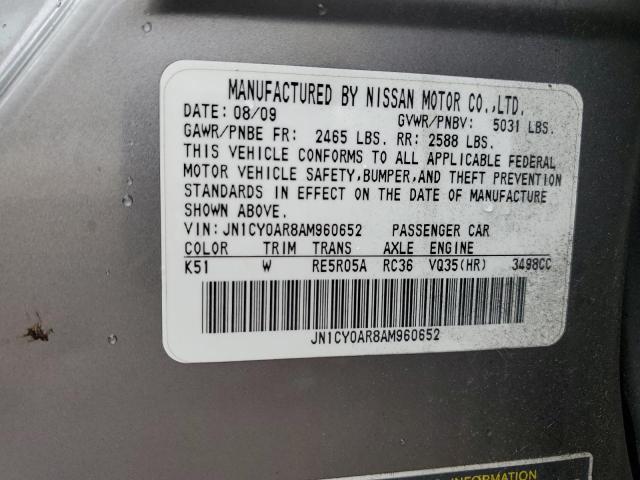 MANUFACTURED BY NISSAN MOTOR CO.,LTD.
DATE: 08/09 GVWR/PNBV: 5031 LBS.
GAWR/PNBE FR: 2465 LBS. RR: 2588 LBS.
THIS VEHICLE CONFORMS TO ALL APPLICABLE FEDERAL
MOTOR VEHICLE SAFETY,BUMPER,AND THEFT PREVENTION
STANDARDS IN EFFECT ON THE DATE OF MANUFACTURE
SHOWN ABOVE.
VIN: JN1CY0AR8AM960652 PASSENGER CAR
COLOR TRIM TRANS AXLE ENGINE
K51 W RE5R05A RC36 VQ35(HR) 3498CC
JN1CY0AR8AM960652
INFORMATION